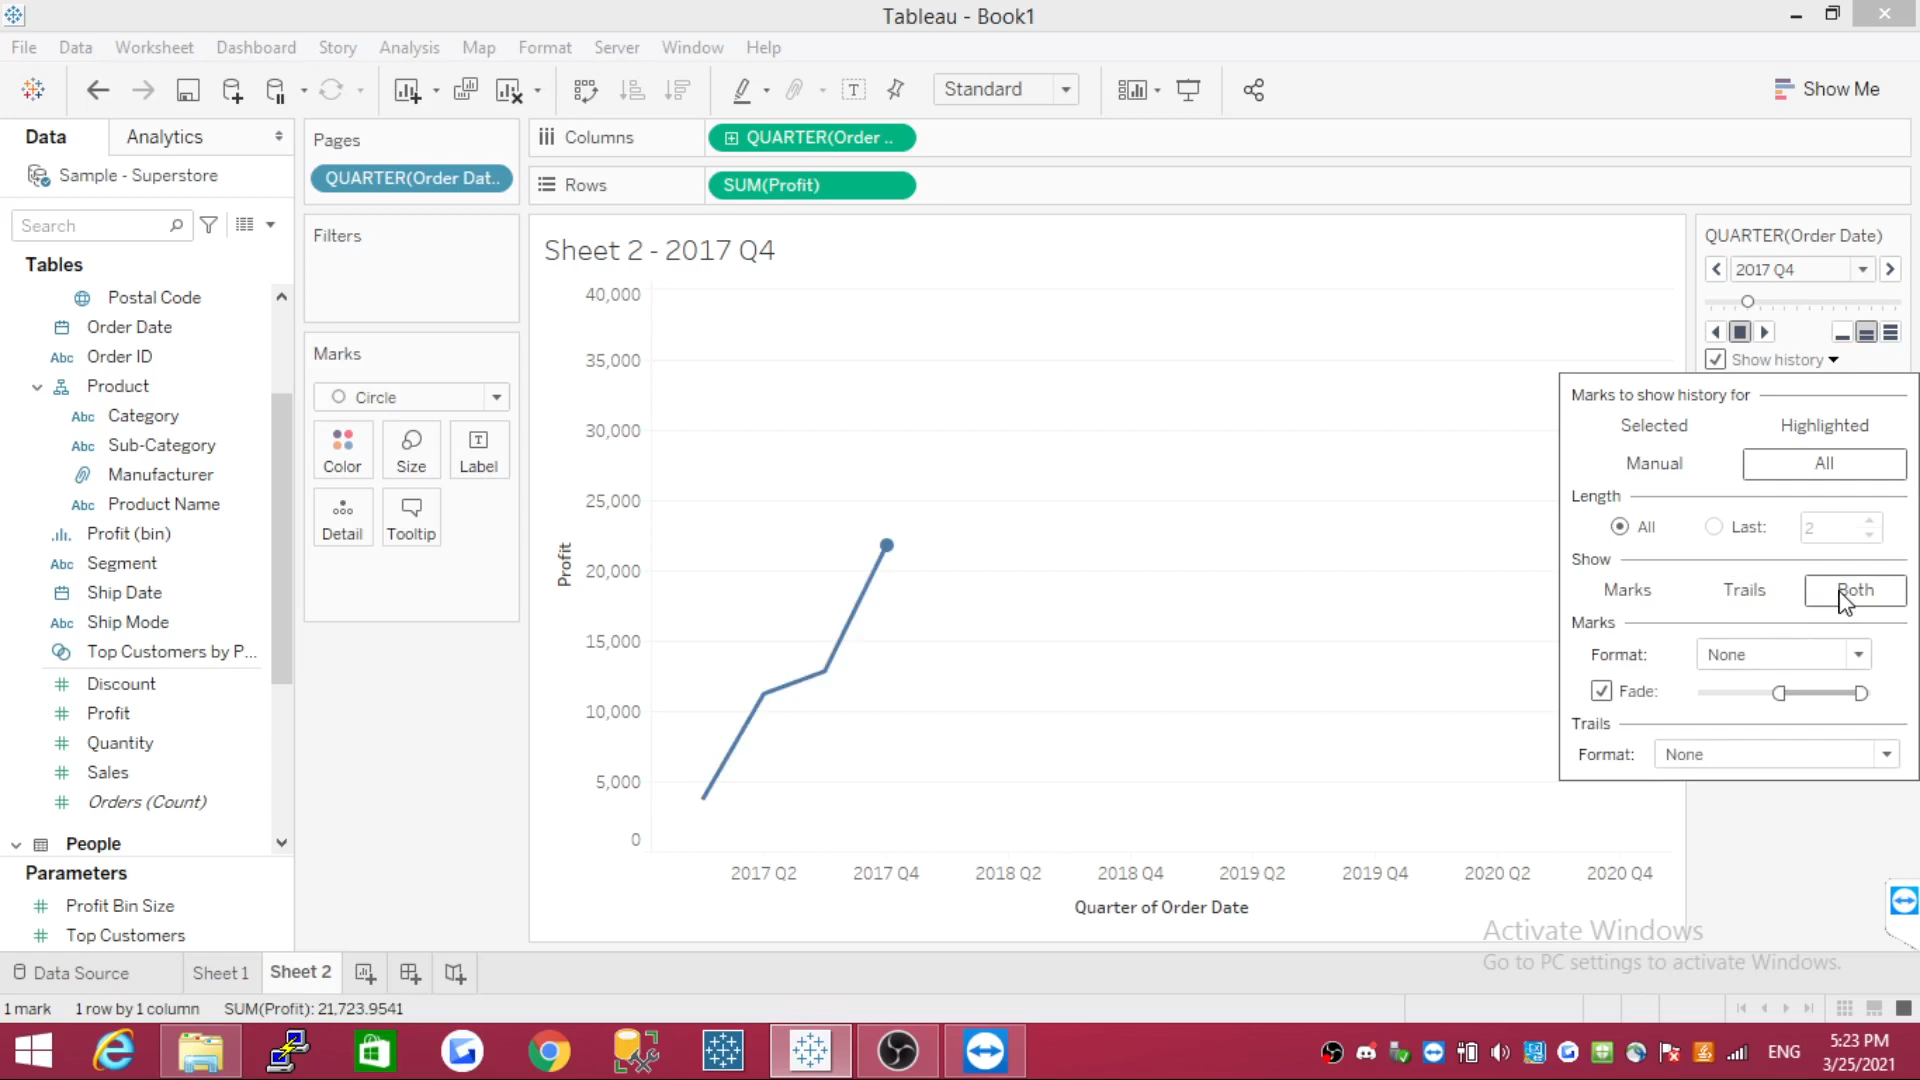 Tableau - Book1
File Data Worksheet Dashboard Story Analysis Map Format Server Window Help
Standard
Show Me
Data Analytics
Sample - Superstore
Search
Tables
Postal Code
Order Date
Abc Order ID
Product
Abc Category
Abc Sub-Category
Manufacturer
Abc Product Name
Profit (bin)
Abc Segment
Ship Date
Abc Ship Mode
Top Customers by P...
# Discount
# Profit
# Quantity
# Sales
# Orders (Count)
People
Parameters
# Profit Bin Size
# Top Customers
Pages
QUARTER(Order Dat..
Filters
Marks
Circle
Color Size Label
Detail Tooltip
Columns QUARTER(Order ..
Rows SUM(Profit)
Sheet 2 - 2017 Q4
40,000
35,000
30,000
25,000
20,000
15,000
10,000
5,000
0
Profit
2017 Q2 2017 Q4 2018 Q2 2018 Q4 2019 Q2 2019 Q4 2020 Q2 2020 Q4
Quarter of Order Date
QUARTER(Order Date)
2017 Q4
Show history
Marks to show history for
Selected Highlighted
Manual All
Length
All Last: 2
Show
Marks Trails Both
Marks
Format: None
Fade:
Trails
Format: None
Activate Windows
Go to PC settings to activate Windows.
Data Source Sheet 1 Sheet 2
1 mark 1 row by 1 column SUM(Profit): 21,723.9541
ENG
5:23 PM
3/25/2021